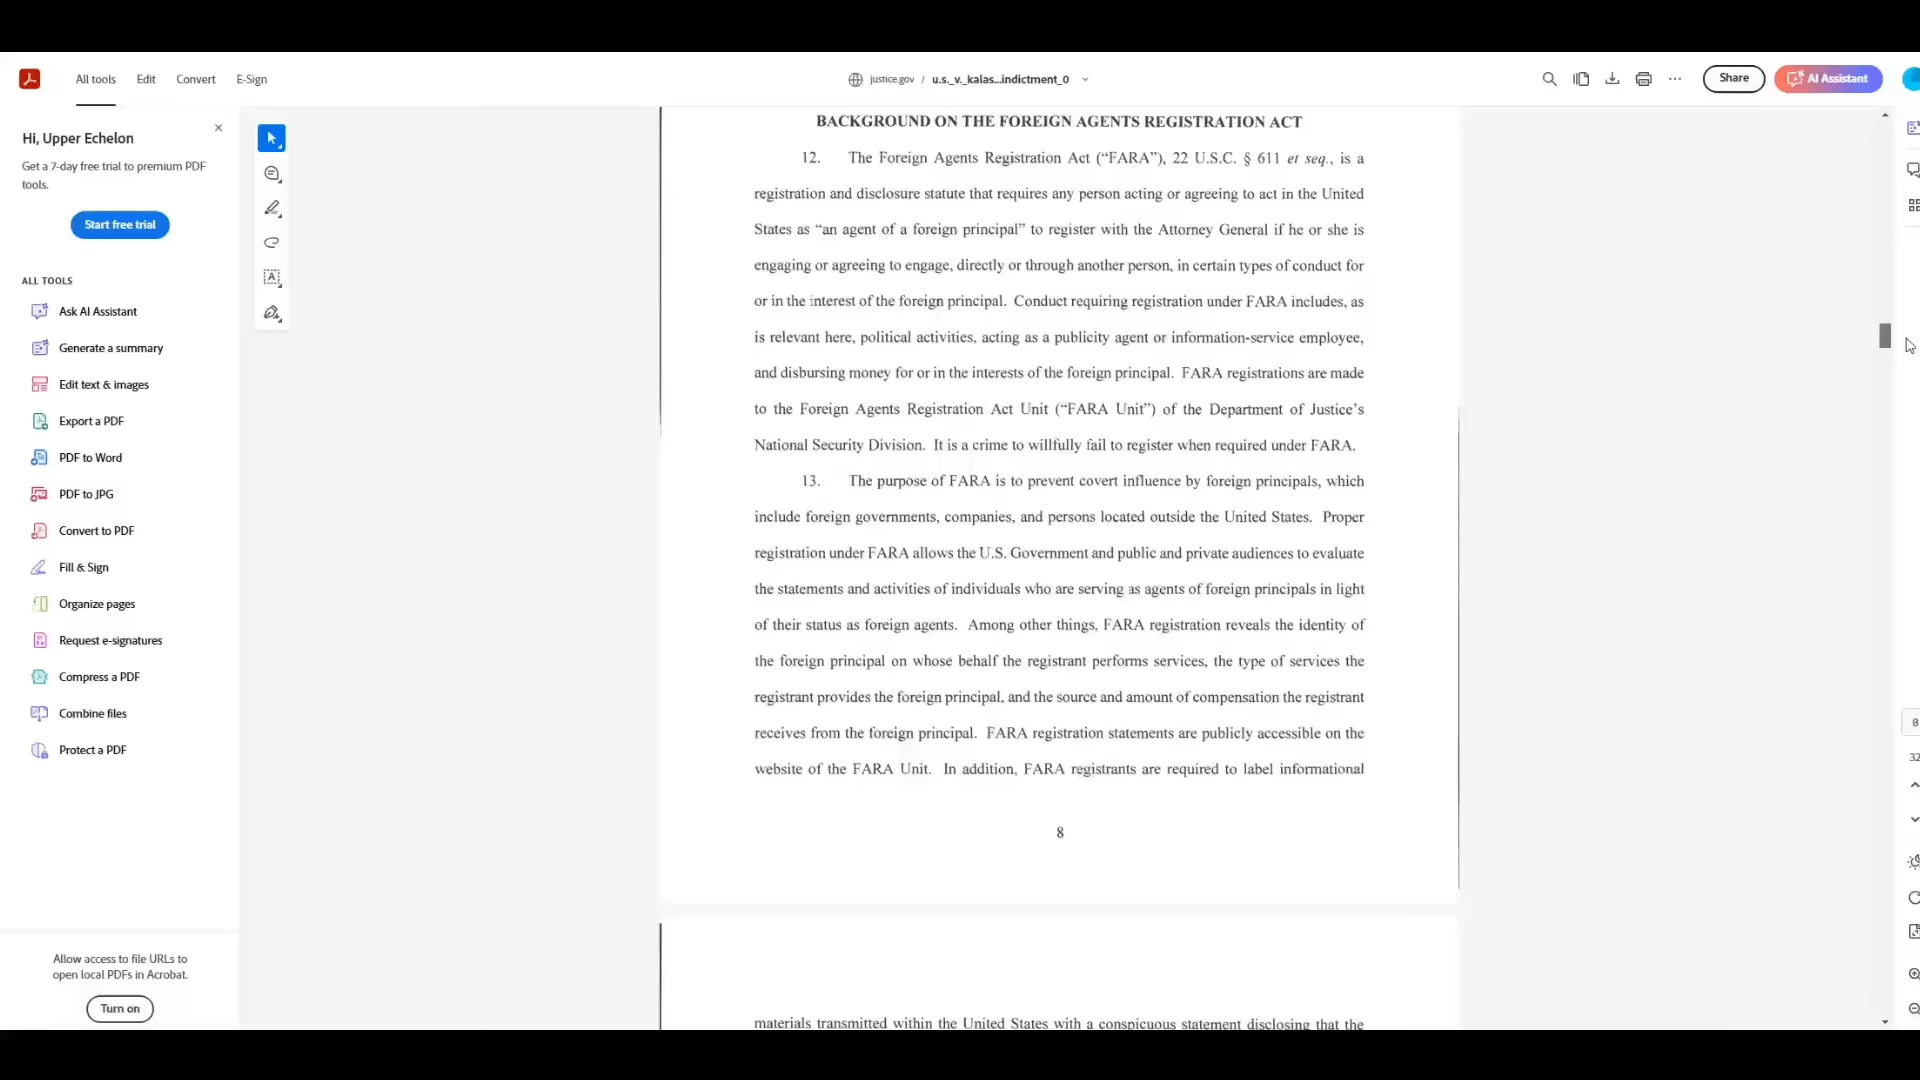 All tools
Edit
Convert
E-Sign
justice.gov / u.s._v._kalas...indictment_0
Share
AI Assistant
Hi, Upper Echelon
Get a 7-day free trial to premium PDF
tools.
Start free trial
ALL TOOLS
Ask AI Assistant
Generate a summary
Edit text & images
Export a PDF
PDF to Word
PDF to JPG
Convert to PDF
Fill & Sign
Organize pages
Request e-signatures
Compress a PDF
Combine files
Protect a PDF
Allow access to file URLs to
open local PDFs in Acrobat.
Turn on
BACKGROUND ON THE FOREIGN AGENTS REGISTRATION ACT
12. The Foreign Agents Registration Act (“FARA”), 22 U.S.C. § 611 et seq., is a
registration and disclosure statute that requires any person acting or agreeing to act in the United
States as “an agent of a foreign principal” to register with the Attorney General if he or she is
engaging or agreeing to engage, directly or through another person, in certain types of conduct for
or in the interest of the foreign principal. Conduct requiring registration under FARA includes, as
is relevant here, political activities, acting as a publicity agent or information-service employee,
and disbursing money for or in the interests of the foreign principal. FARA registrations are made
to the Foreign Agents Registration Act Unit (“FARA Unit”) of the Department of Justice’s
National Security Division. It is a crime to willfully fail to register when required under FARA.
13. The purpose of FARA is to prevent covert influence by foreign principals, which
include foreign governments, companies, and persons located outside the United States. Proper
registration under FARA allows the U.S. Government and public and private audiences to evaluate
the statements and activities of individuals who are serving as agents of foreign principals in light
of their status as foreign agents. Among other things, FARA registration reveals the identity of
the foreign principal on whose behalf the registrant performs services, the type of services the
registrant provides the foreign principal, and the source and amount of compensation the registrant
receives from the foreign principal. FARA registration statements are publicly accessible on the
website of the FARA Unit. In addition, FARA registrants are required to label informational
8
materials transmitted within the United States with a conspicuous statement disclosing that the
8
32